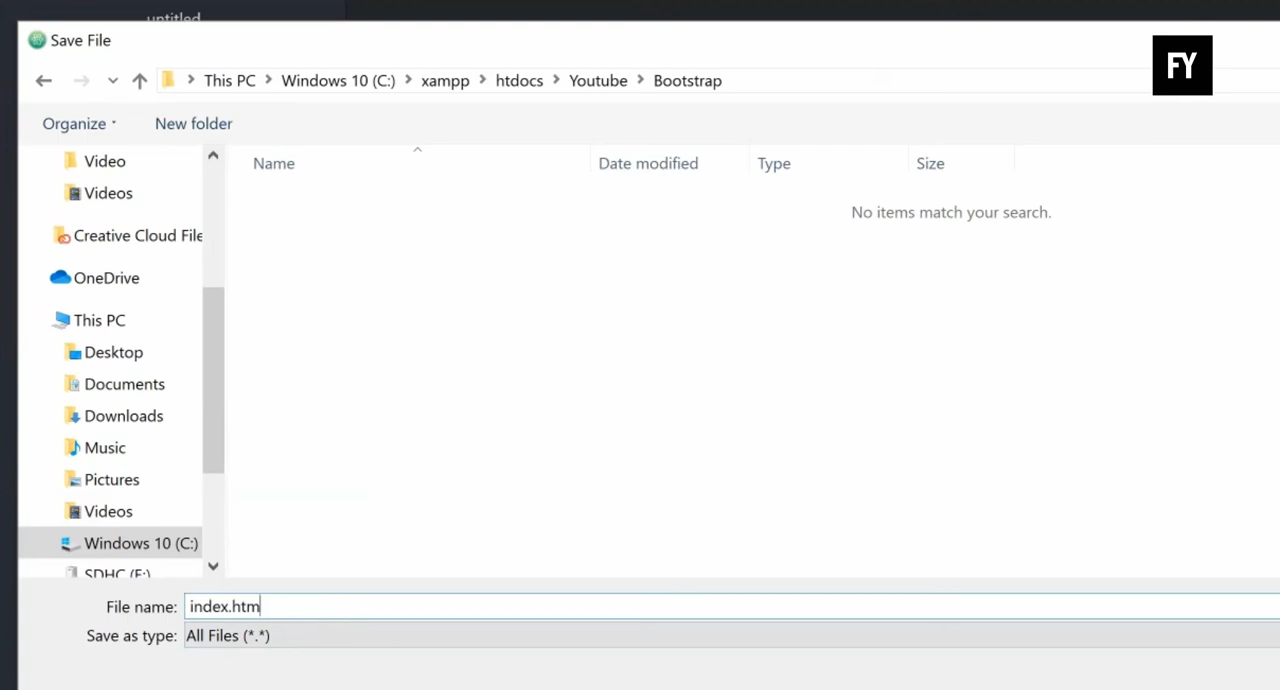 untitled
Save File
FY
This PC > Windows 10 (C:) > xampp > htdocs > Youtube > Bootstrap
Organize
New folder
Name
Date modified
Type
Size
No items match your search.
Video
Videos
Creative Cloud File
OneDrive
This PC
Desktop
Documents
Downloads
Music
Pictures
Videos
Windows 10 (C:)
SDHC (F:)
File name: index.htm
Save as type: All Files (*.*)